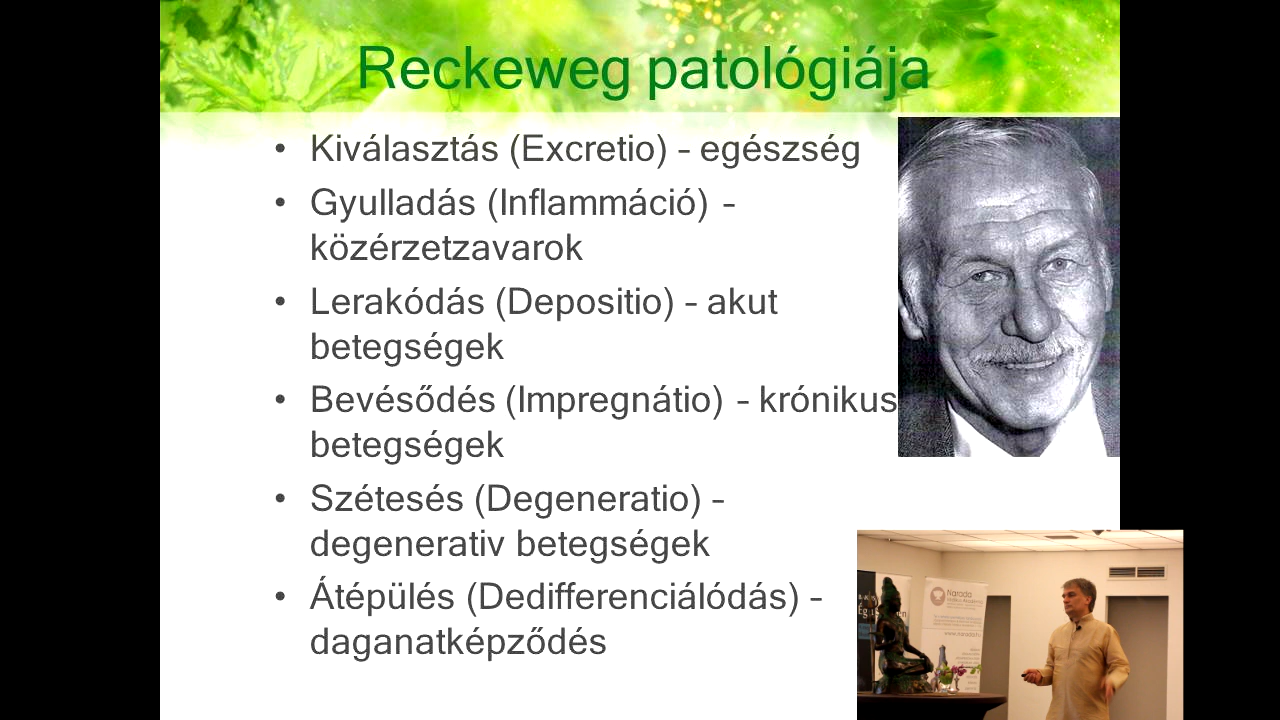 Reckeweg patológiája
• Kiválasztás (Excretio) – egészség
• Gyulladás (Inflammáció) –
közérzetzavarok
• Lerakódás (Depositio) – akut
betegségek
• Bevésődés (Impregnátio) – krónikus
betegségek
• Szétesés (Degeneratio) –
degenerativ betegségek
• Átépülés (Dedifferenciálódás) –
daganatképződés
Narada